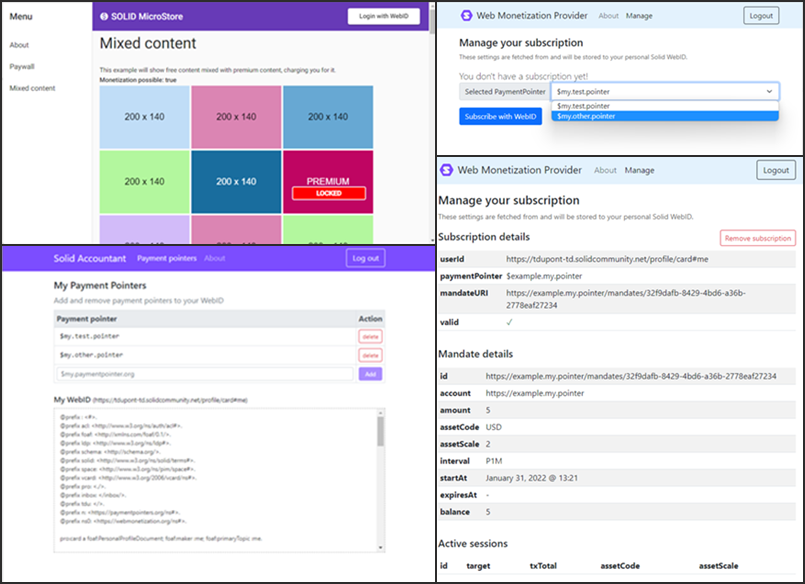 Menu
About
Paywall
Mixed content
SOLID MicroStore
Login with WebID
Mixed content
This example will show free content mixed with premium content, charging you for it.
Monetization possible: true
200 x 140
200 x 140
200 x 140
200 x 140
200 x 140
PREMIUM
LOCKED
Web Monetization Provider
About
Manage
Logout
Manage your subscription
These settings are fetched from and will be stored to your personal Solid WebID.
You don't have a subscription yet!
Selected PaymentPointer
$my.test.pointer
$my.test.pointer
$my.other.pointer
Subscribe with WebID
Solid Accountant
Payment pointers
About
Log out
My Payment Pointers
Add and remove payment pointers to your WebID
Payment pointer Action
$my.test.pointer delete
$my.other.pointer delete
$my.paymentpointer.org Add
My WebID (https://tdupont-td.solidcommunity.net/profile/card#me)
@prefix : <#>.
@prefix acl: <http://www.w3.org/ns/auth/acl#>.
@prefix foaf: <http://xmlns.com/foaf/0.1/>.
@prefix ldp: <http://www.w3.org/ns/ldp#>.
@prefix schema: <http://schema.org/>.
@prefix solid: <http://www.w3.org/ns/solid/terms#>.
@prefix space: <http://www.w3.org/ns/pim/space#>.
@prefix vcard: <http://www.w3.org/2006/vcard/ns#>.
@prefix pro: <./>.
@prefix inbox: </inbox/>.
@prefix tdu: </>.
@prefix n: <https://paymentpointers.org/ns#>.
@prefix ns0: <https://webmonetization.org/ns#>.
pro:card a foaf:PersonalProfileDocument; foaf:maker :me; foaf:primaryTopic :me.
Web Monetization Provider
About
Manage
Logout
Manage your subscription
These settings are fetched from and will be stored to your personal Solid WebID.
Subscription details
Remove subscription
userId https://tdupont-td.solidcommunity.net/profile/card#me
paymentPointer $example.my.pointer
mandateURI https://example.my.pointer/mandates/32f9dafb-8429-4bd6-a36b-
2778eaf27234
valid ✓
Mandate details
id https://example.my.pointer/mandates/32f9dafb-8429-4bd6-a36b-2778eaf27234
account https://example.my.pointer
amount 5
assetCode USD
assetScale 2
interval P1M
startAt January 31, 2022 @ 13:21
expiresAt -
balance 5
Active sessions
id target txTotal assetCode assetScale